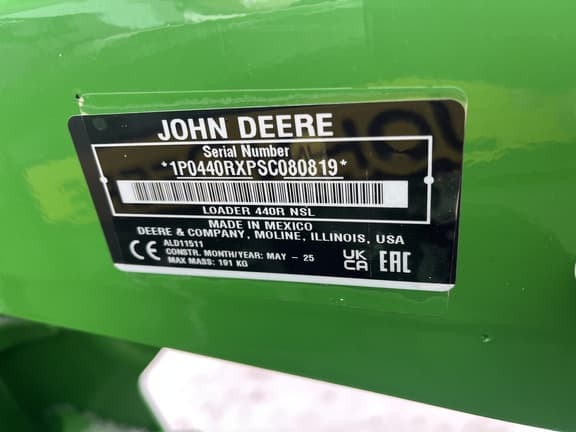 JOHN DEERE
Serial Number
*1P0440RXPSC080819*
LOADER 440R NSL
MADE IN MEXICO
DEERE & COMPANY, MOLINE, ILLINOIS, USA
ALD11511
CONSTR. MONTH/YEAR: MAY - 25
MAX MASS: 191 KG
CE
UK
CA
EAC